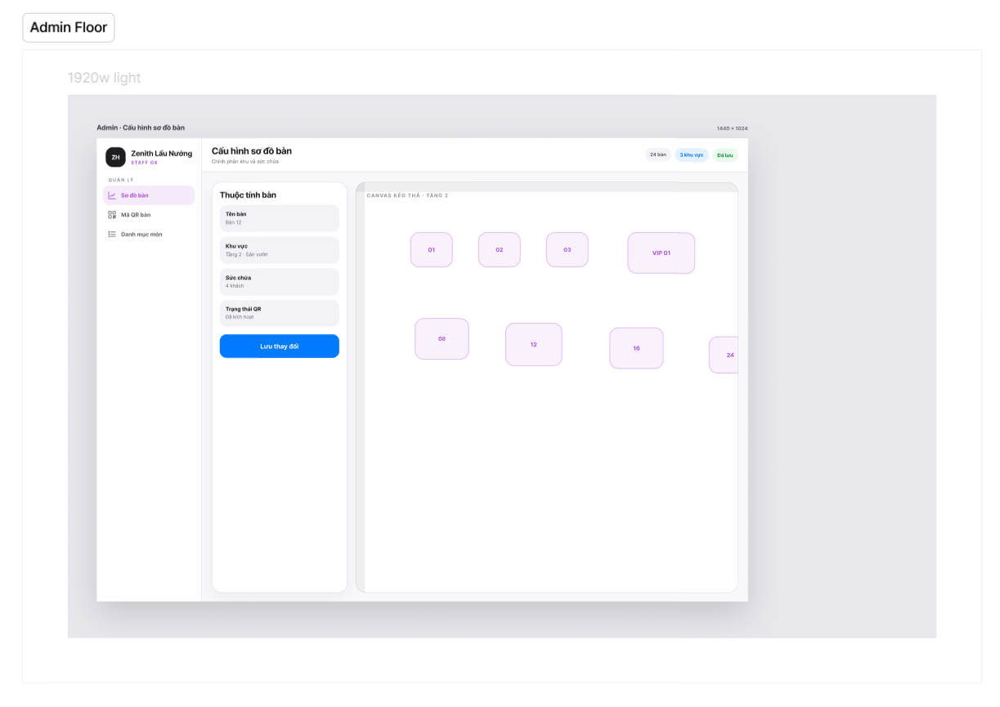 Admin Floor
1920w light
Admin · Cấu hình sơ đồ bàn
1440 × 1024
ZH
Zenith Lẩu Nướng
STAFF OS
QUẢN LÝ
Sơ đồ bàn
Mã QR bàn
Danh mục món
Cấu hình sơ đồ bàn
Chỉnh phân khu và sức chứa
24 bàn
3 khu vực
Đã lưu
Thuộc tính bàn
Tên bàn
Bàn 12
Khu vực
Tầng 2 · Sân vườn
Sức chứa
4 khách
Trạng thái QR
Đã kích hoạt
Lưu thay đổi
CANVAS KÉO THẢ · TẦNG 2
01
02
03
VIP 01
08
12
16
24